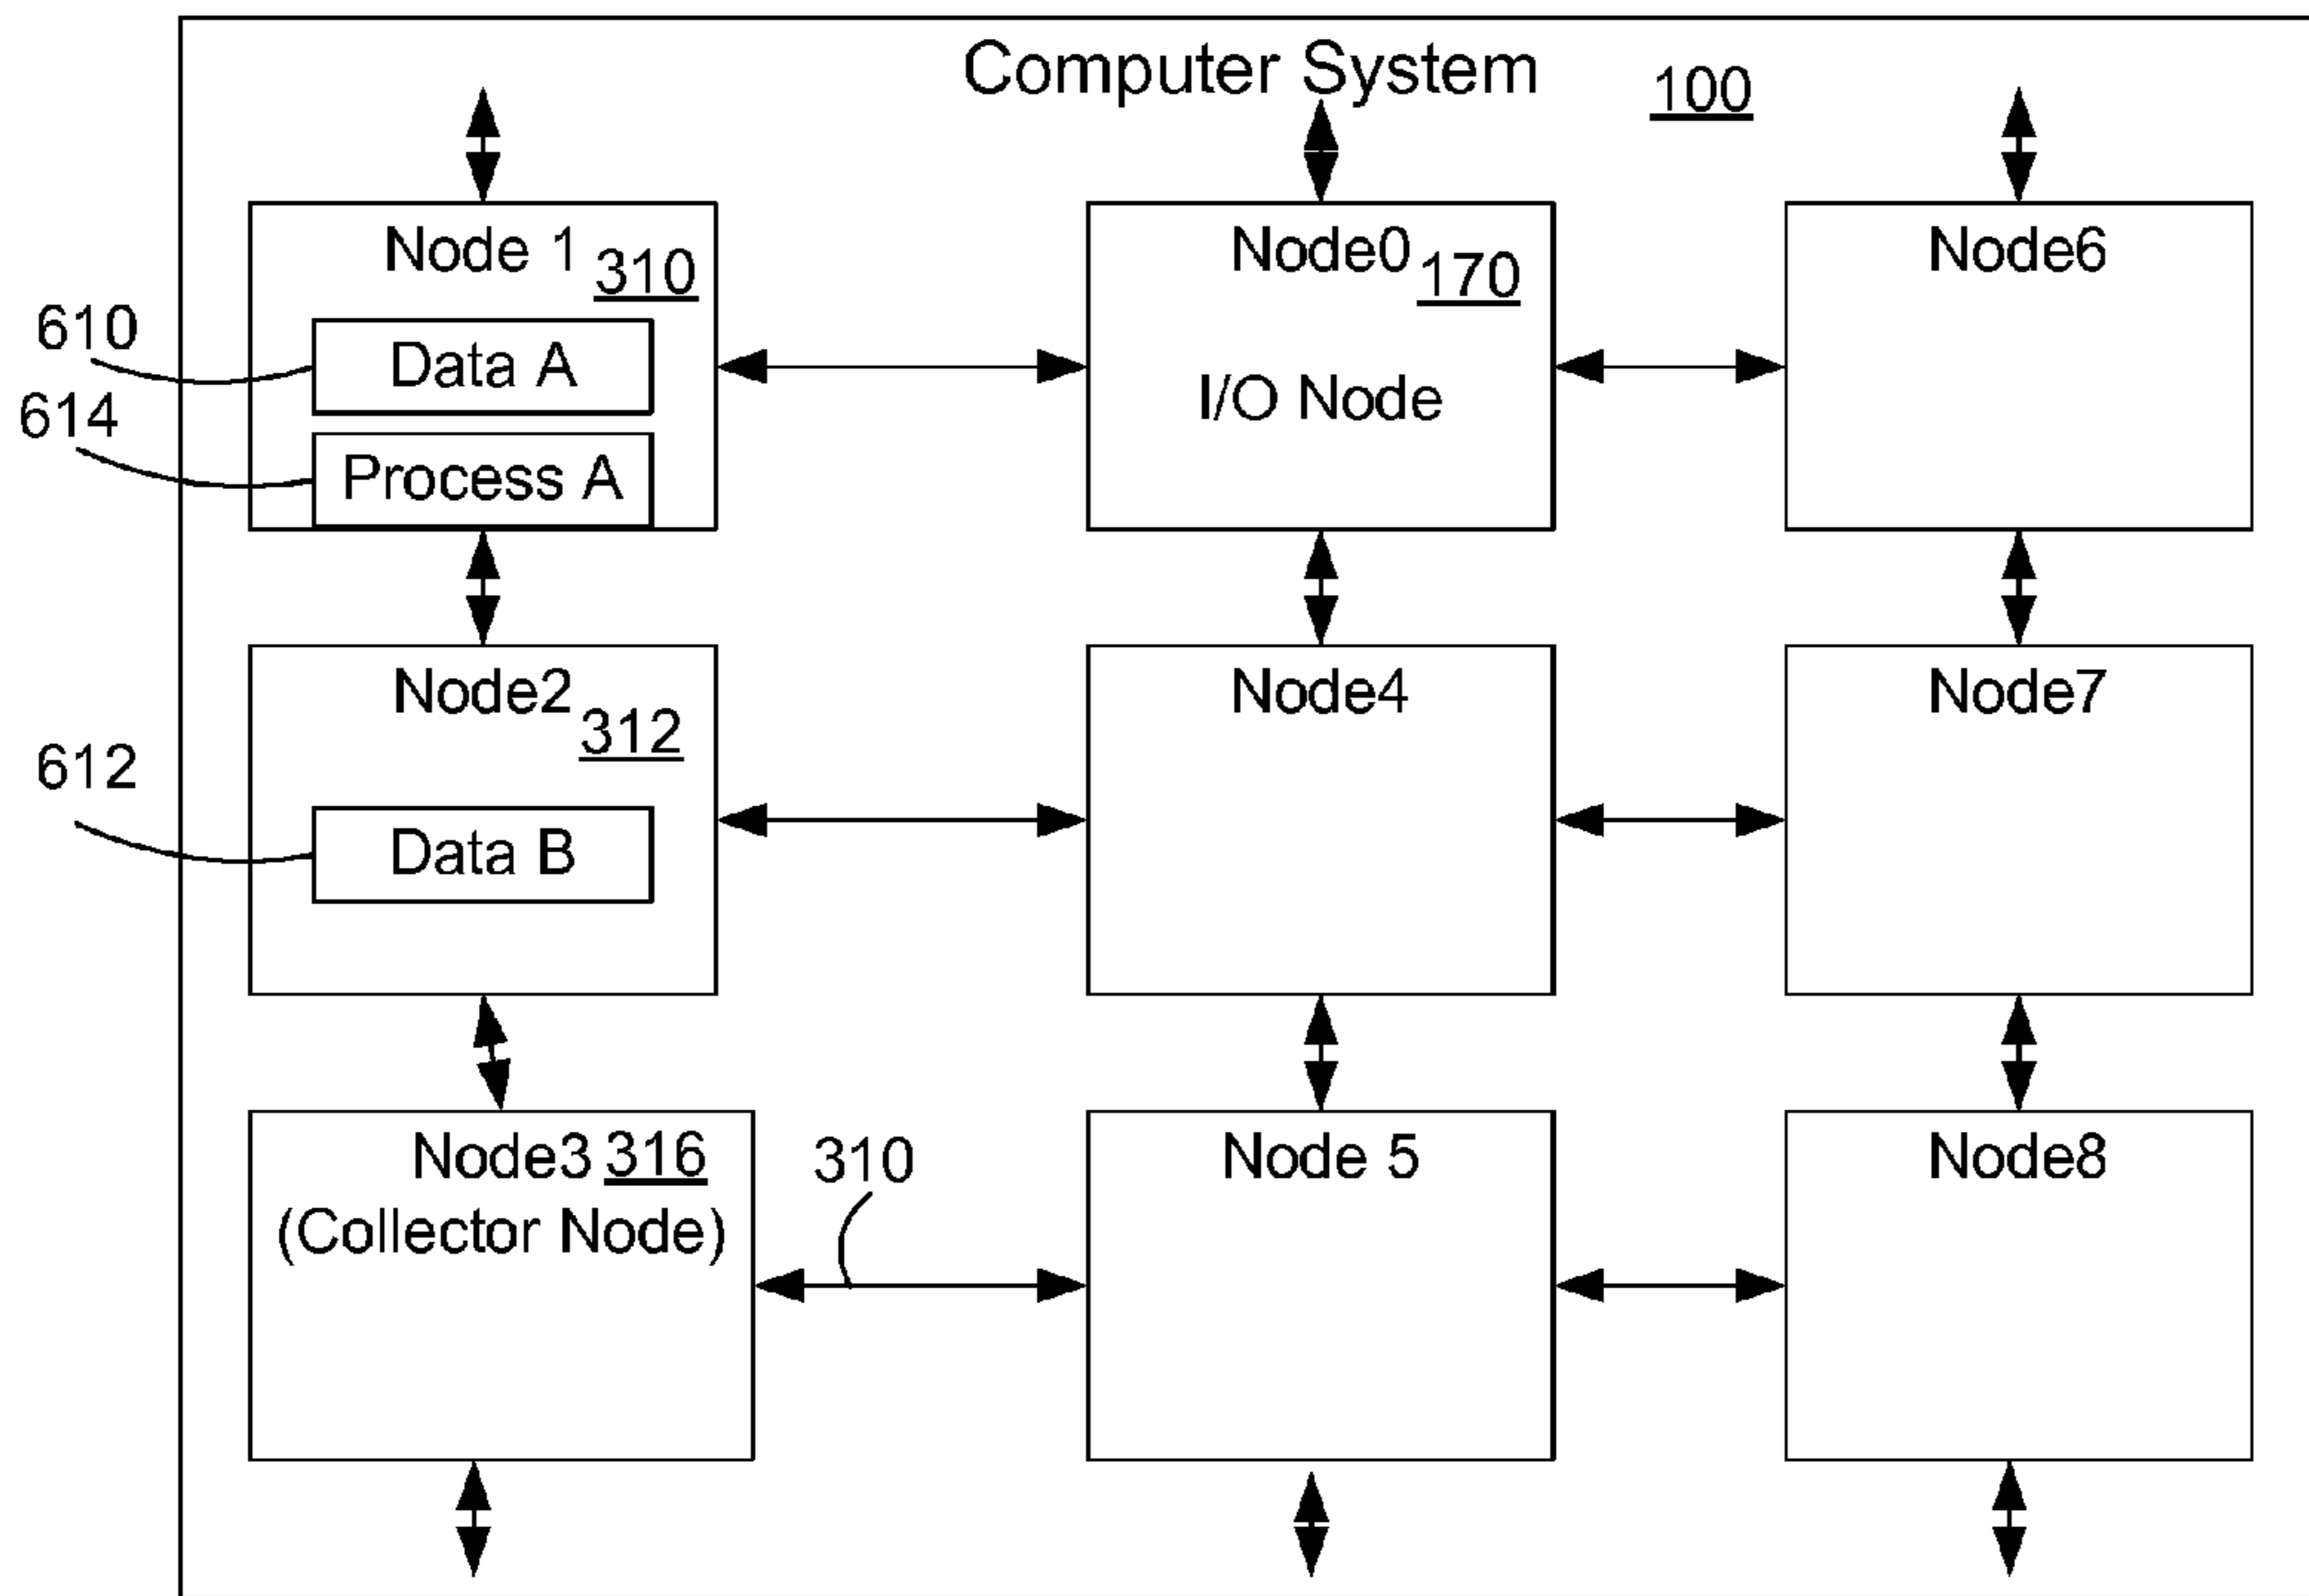 Computer System 100
Node 1 310
610
Data A
614
Process A
Node0 170
I/O Node
Node6
Node2 312
612
Data B
Node4
Node7
Node3 316
(Collector Node)
310
Node 5
Node8